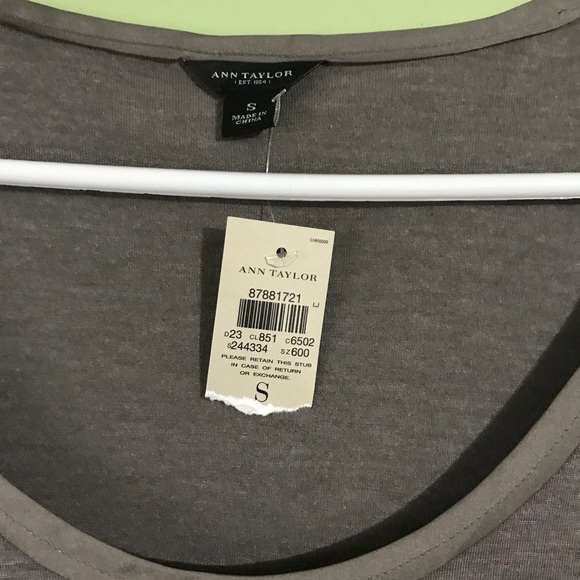 ANN TAYLOR
EST. 1954
S
MADE IN
CHINA
ANN TAYLOR
87881721
D23 CL851 C6502
S244334 SZ600
PLEASE RETAIN THIS STUB
IN CASE OF RETURN
OR EXCHANGE.
S